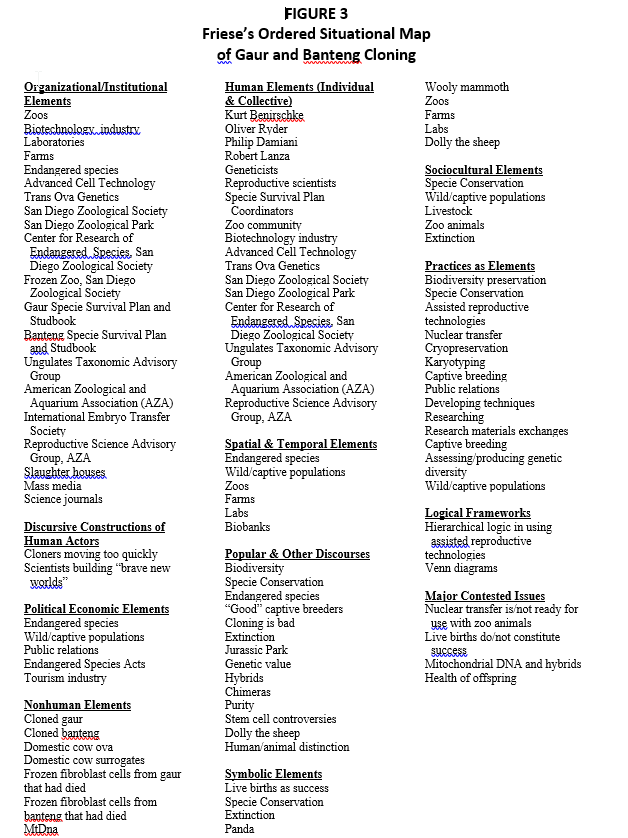 FIGURE 3
Friese's Ordered Situational Map
of Gaur and Banteng Cloning
Organizational/Institutional
Elements
Zoos
Biotechnology industry
Laboratories
Farms
Endangered species
Advanced Cell Technology
Trans Ova Genetics
San Diego Zoological Society
San Diego Zoological Park
Center for Research of
Endangered Species, San
Diego Zoological Society
Frozen Zoo, San Diego
Zoological Society
Gaur Specie Survival Plan and
Studbook
Banteng Specie Survival Plan
and Studbook
Ungulates Taxonomic Advisory
Group
American Zoological and
Aquarium Association (AZA)
International Embryo Transfer
Society
Reproductive Science Advisory
Group, AZA
Slaughter houses
Mass media
Science journals
Discursive Constructions of
Human Actors
Cloners moving too quickly
Scientists building "brave new
worlds"
Political Economic Elements
Endangered species
Wild/captive populations
Public relations
Endangered Species Acts
Tourism industry
Nonhuman Elements
Cloned gaur
Cloned banteng
Domestic cow ova
Domestic cow surrogates
Frozen fibroblast cells from gaur
that had died
Frozen fibroblast cells from
banteng that had died
MtDna
Human Elements (Individual
& Collective)
Kurt Benirschke
Oliver Ryder
Philip Damiani
Robert Lanza
Geneticists
Reproductive scientists
Specie Survival Plan
Coordinators
Zoo community
Biotechnology industry
Advanced Cell Technology
Trans Ova Genetics
San Diego Zoological Society
San Diego Zoological Park
Center for Research of
Endangered Species, San
Diego Zoological Society
Ungulates Taxonomic Advisory
Group
American Zoological and
Aquarium Association (AZA)
Reproductive Science Advisory
Group, AZA
Spatial & Temporal Elements
Endangered species
Wild/captive populations
Zoos
Farms
Labs
Biobanks
Popular & Other Discourses
Biodiversity
Specie Conservation
Endangered species
"Good" captive breeders
Cloning is bad
Extinction
Jurassic Park
Genetic value
Hybrids
Chimeras
Purity
Stem cell controversies
Dolly the sheep
Human/animal distinction
Symbolic Elements
Live births as success
Specie Conservation
Extinction
Panda
Wooly mammoth
Zoos
Farms
Labs
Dolly the sheep
Sociocultural Elements
Specie Conservation
Wild/captive populations
Livestock
Zoo animals
Extinction
Practices as Elements
Biodiversity preservation
Specie Conservation
Assisted reproductive
technologies
Nuclear transfer
Cryopreservation
Karyotyping
Captive breeding
Public relations
Developing techniques
Researching
Research materials exchanges
Captive breeding
Assessing/producing genetic
diversity
Wild/captive populations
Logical Frameworks
Hierarchical logic in using
assisted reproductive
technologies
Venn diagrams
Major Contested Issues
Nuclear transfer is/not ready for
use with zoo animals
Live births do/not constitute
success
Mitochondrial DNA and hybrids
Health of offspring